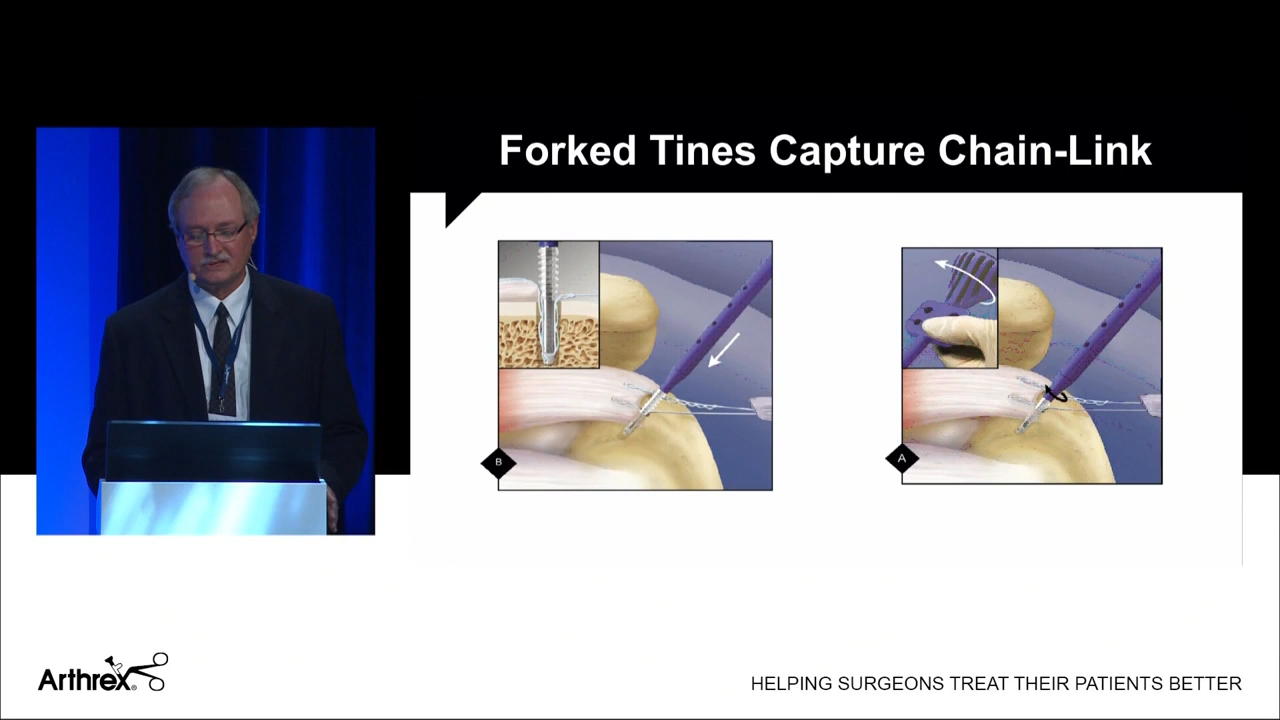 Forked Tines Capture Chain-Link
B
A
Arthrex®
HELPING SURGEONS TREAT THEIR PATIENTS BETTER